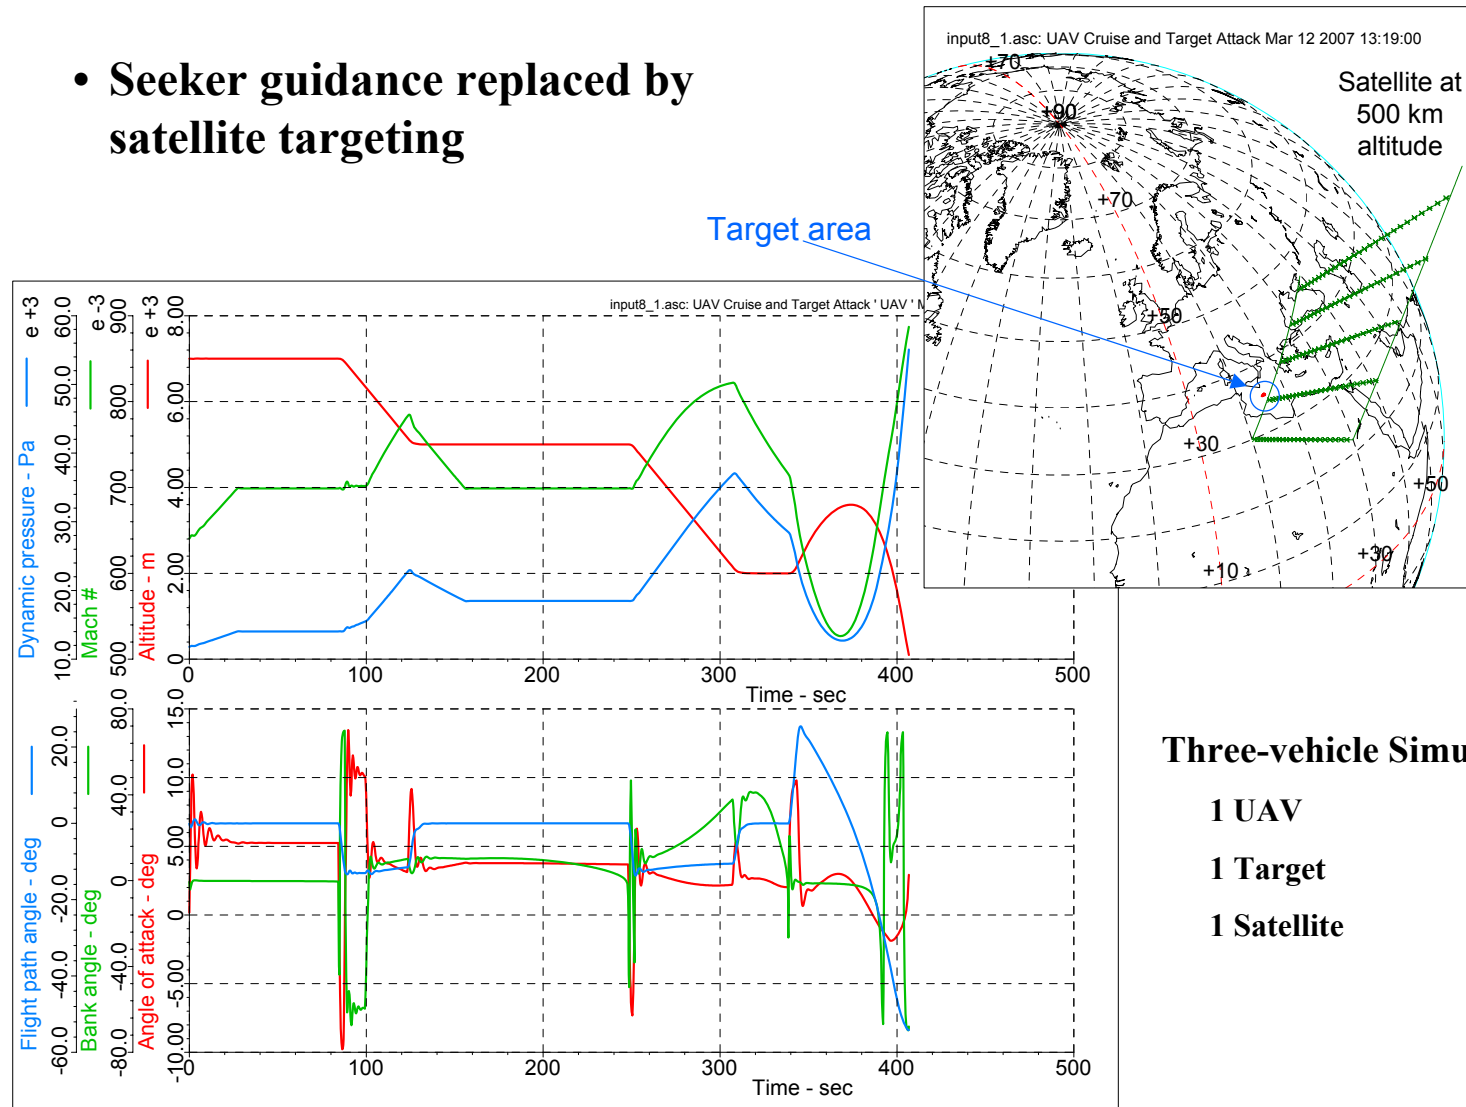 • Seeker guidance replaced by
satellite targeting
input8_1.asc: UAV Cruise and Target Attack Mar 12 2007 13:19:00
Satellite at
500 km
altitude
+70
+90
+70
+50
+30
+10
+50
+30
Target area
input8_1.asc: UAV Cruise and Target Attack ' UAV ' M
Dynamic pressure - Pa
e +3
10.0 20.0 30.0 40.0 50.0 60.0
Mach #
e -3
500 600 700 800 900
Altitude - m
e +3
0 2.00 4.00 6.00 8.00
0 100 200 300 400 500
Time - sec
Flight path angle - deg
-60.0 -40.0 -20.0 0 20.0
Bank angle - deg
-80.0 -40.0 0 40.0 80.0
Angle of attack - deg
-10.00 -5.00 0 5.00 10.0 15.0
0 100 200 300 400 500
Time - sec
Three-vehicle Simu
1 UAV
1 Target
1 Satellite